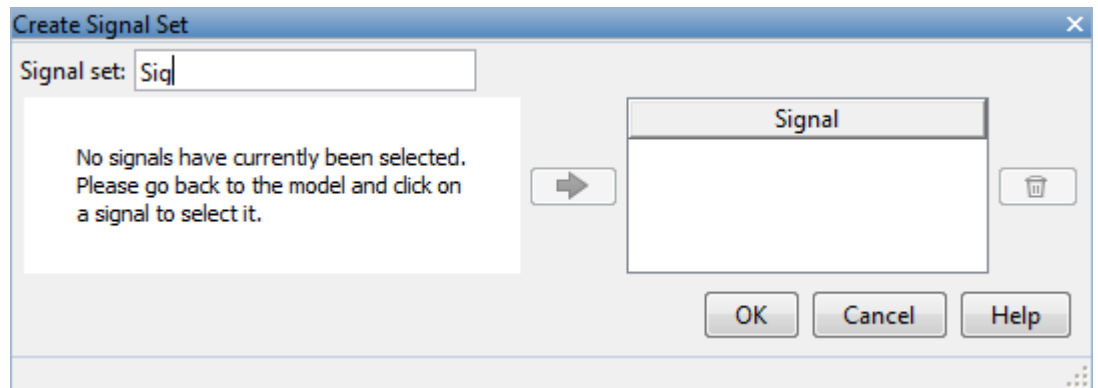 Create Signal Set
Signal set: Sig
No signals have currently been selected.
Please go back to the model and click on
a signal to select it.
Signal
OK Cancel Help